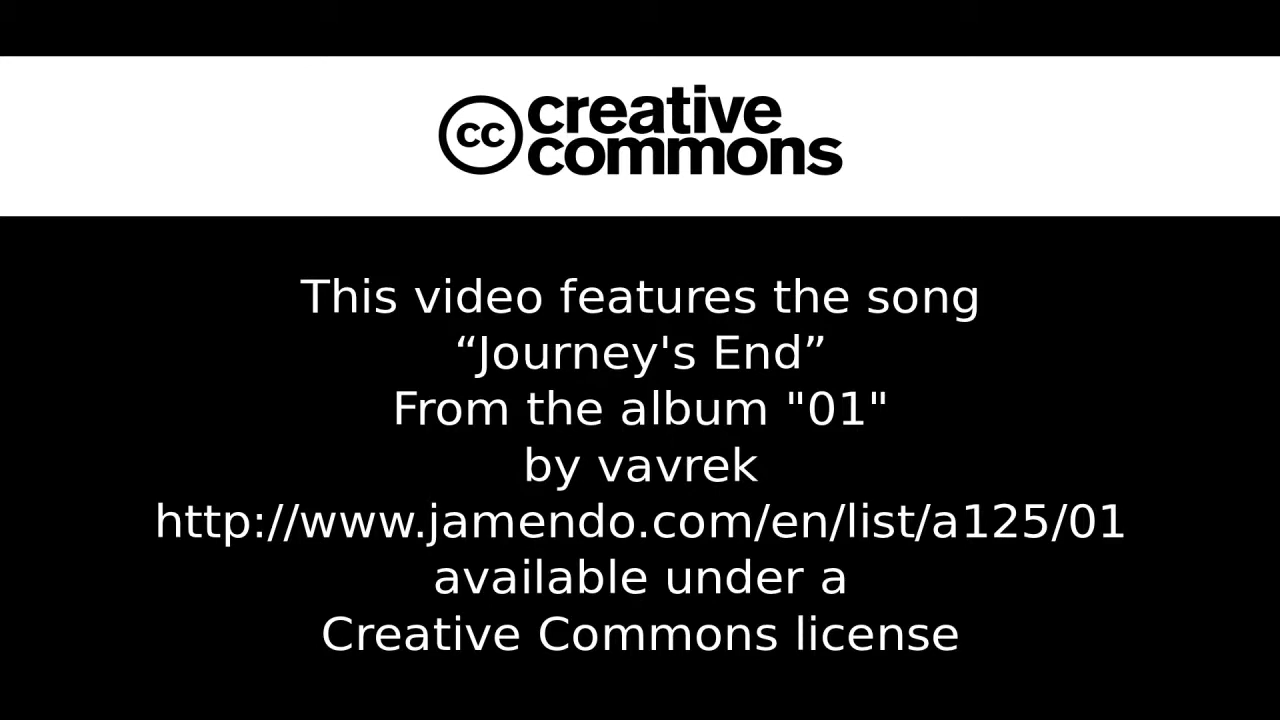 cc creative
commons
This video features the song
“Journey's End”
From the album "01"
by vavrek
http://www.jamendo.com/en/list/a125/01
available under a
Creative Commons license